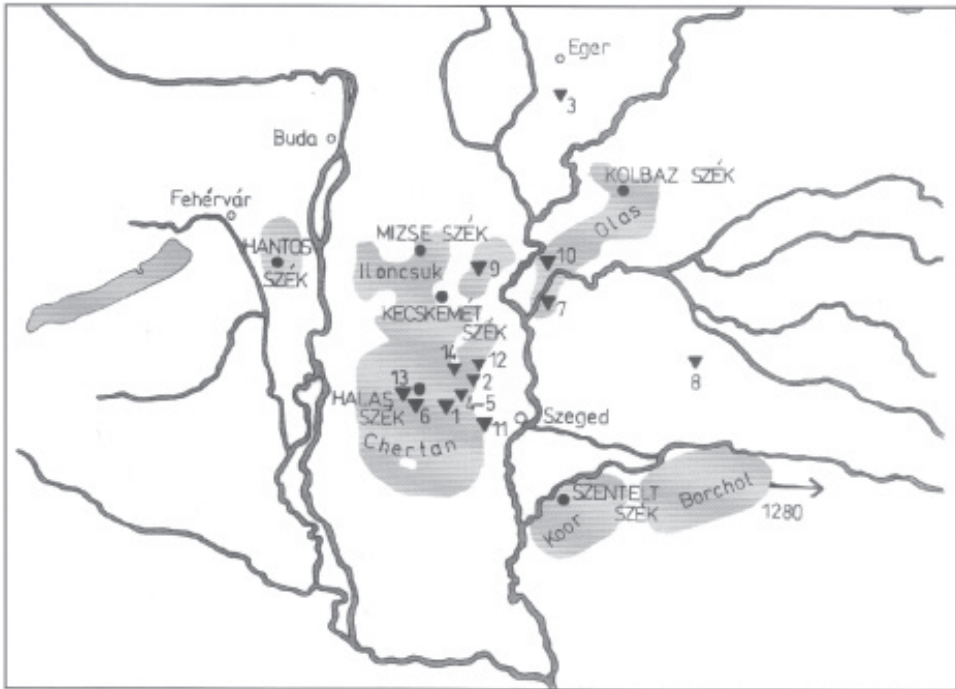 Eger
3
Buda
KOLBAZ SZÉK
Fehérvár
Olas
HANTOS
SZÉK
MIZSE SZÉK
Iloncsuk
9
10
KECSKEMÉT
SZÉK
7
14
12
8
13
2
HALAS
SZÉK
6
1
4-5
11
Szeged
Chertan
SZENTELT
SZÉK
Koor
Borchol
1280